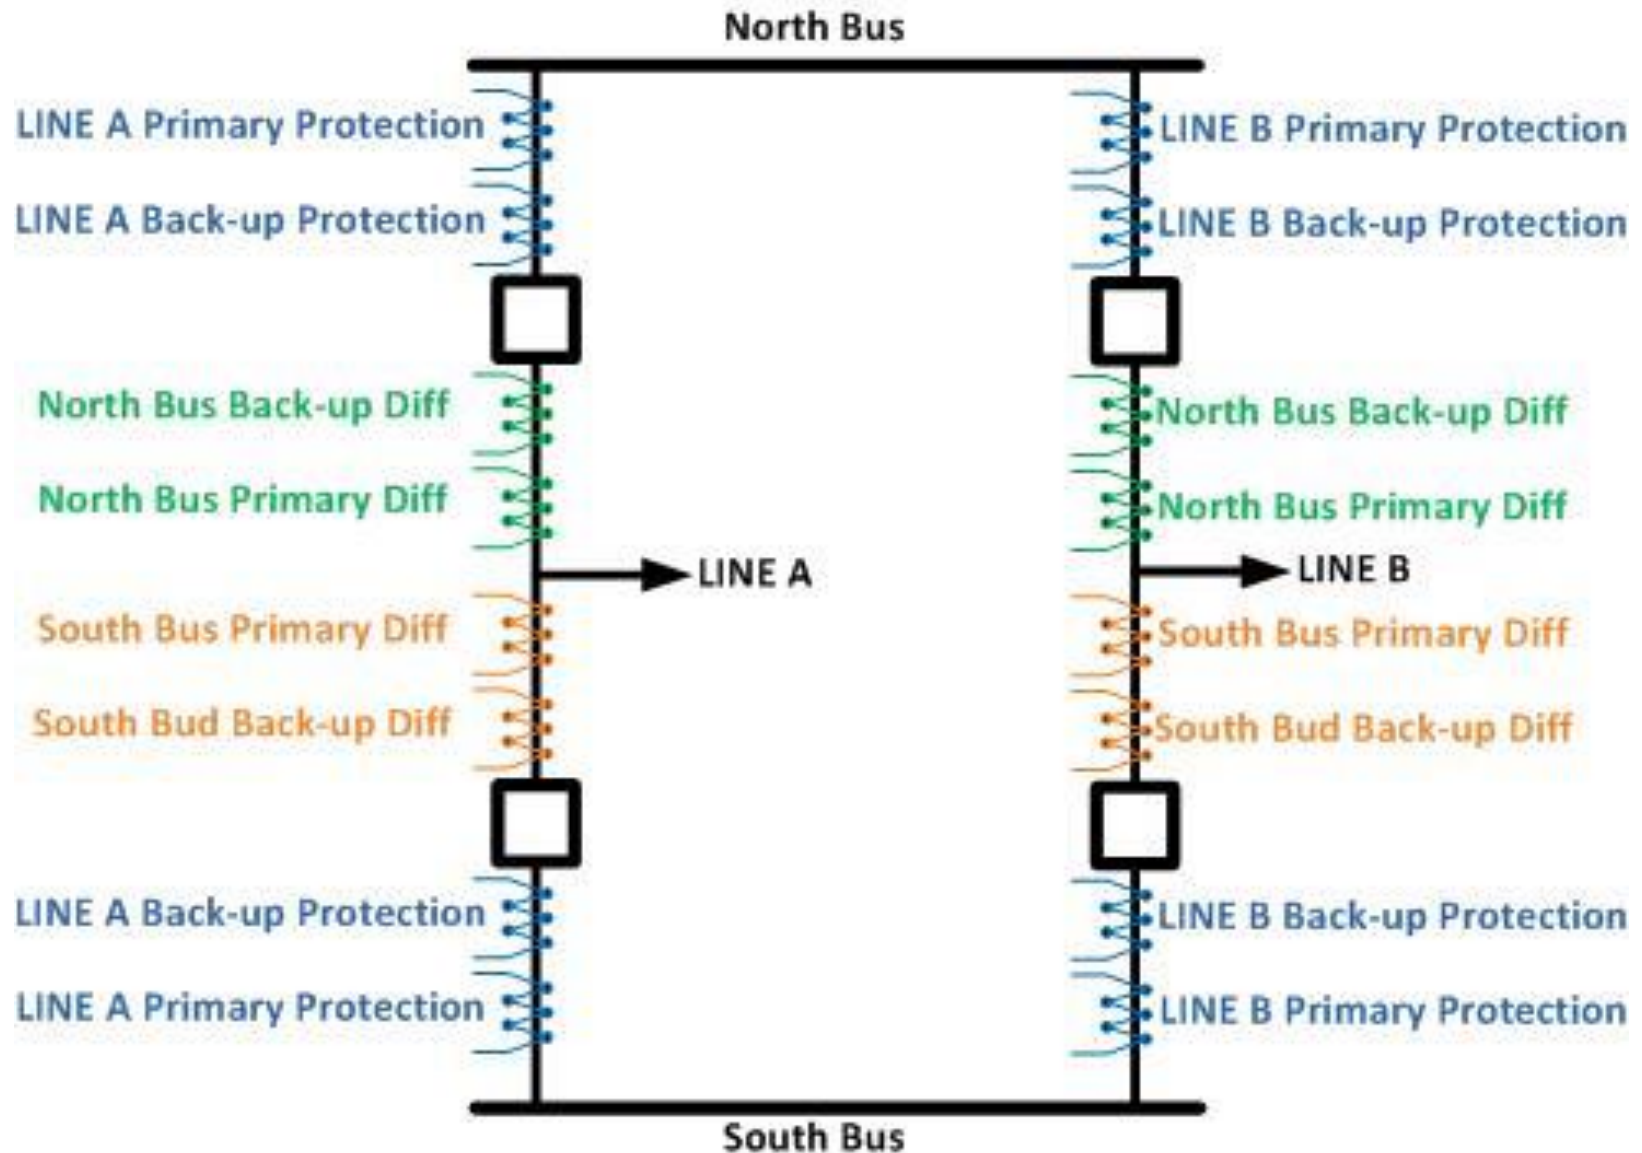 North Bus
LINE A Primary Protection
LINE B Primary Protection
LINE A Back-up Protection
LINE B Back-up Protection
North Bus Back-up Diff
North Bus Back-up Diff
North Bus Primary Diff
North Bus Primary Diff
LINE A
LINE B
South Bus Primary Diff
South Bus Primary Diff
South Bud Back-up Diff
South Bud Back-up Diff
LINE A Back-up Protection
LINE B Back-up Protection
LINE A Primary Protection
LINE B Primary Protection
South Bus